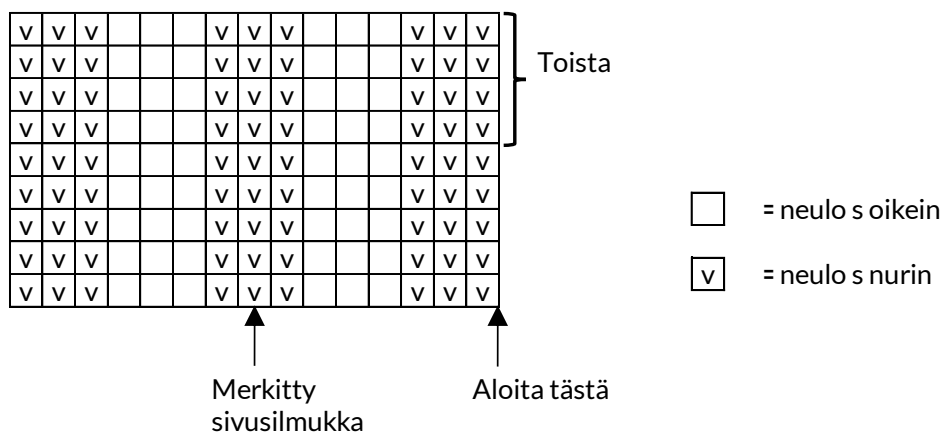 v v v v v v v v v
v v v v v v v v v
v v v v v v v v v
v v v v v v v v v
v v v v v v v v v
v v v v v v v v v
v v v v v v v v v
v v v v v v v v v
v v v v v v v v v
Toista
= neulo s oikein
v = neulo s nurin
Merkitty
sivusilmukka
Aloita tästä